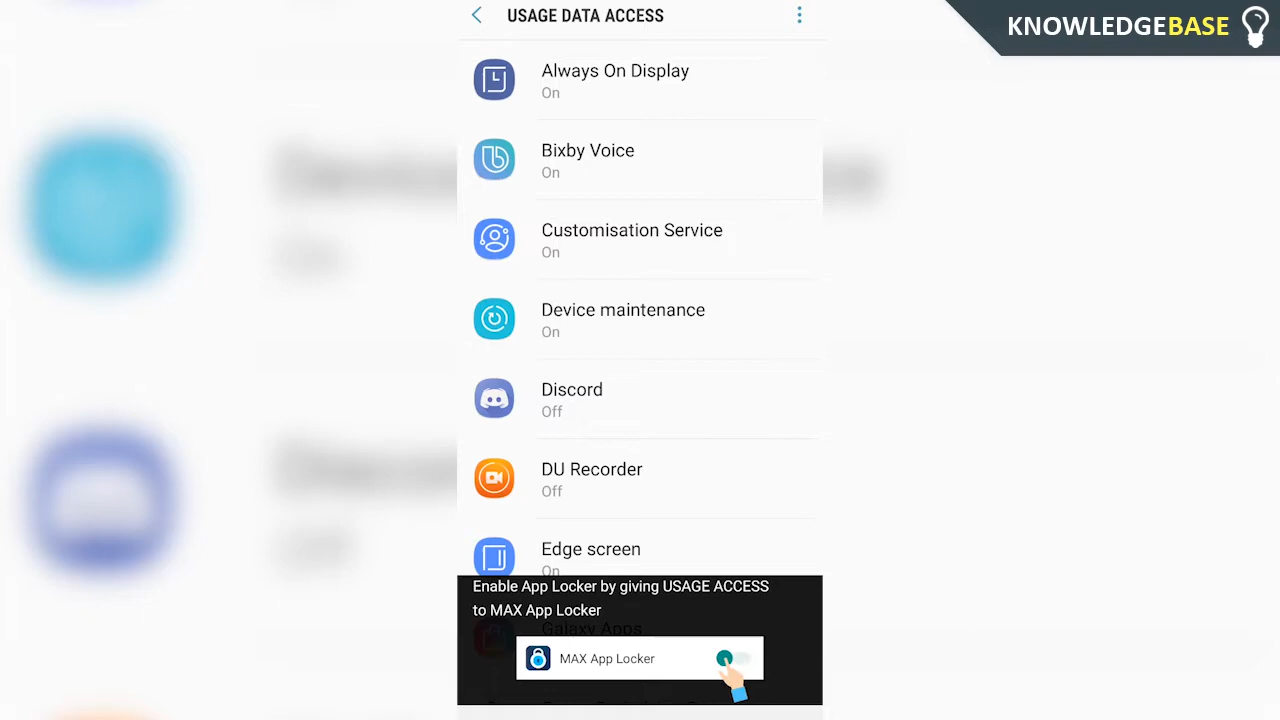 USAGE DATA ACCESS
KNOWLEDGEBASE
Always On Display
On
Bixby Voice
On
Customisation Service
On
Device maintenance
On
Discord
Off
DU Recorder
Off
Edge screen
On
Enable App Locker by giving USAGE ACCESS
to MAX App Locker
Galaxy Apps
MAX App Locker